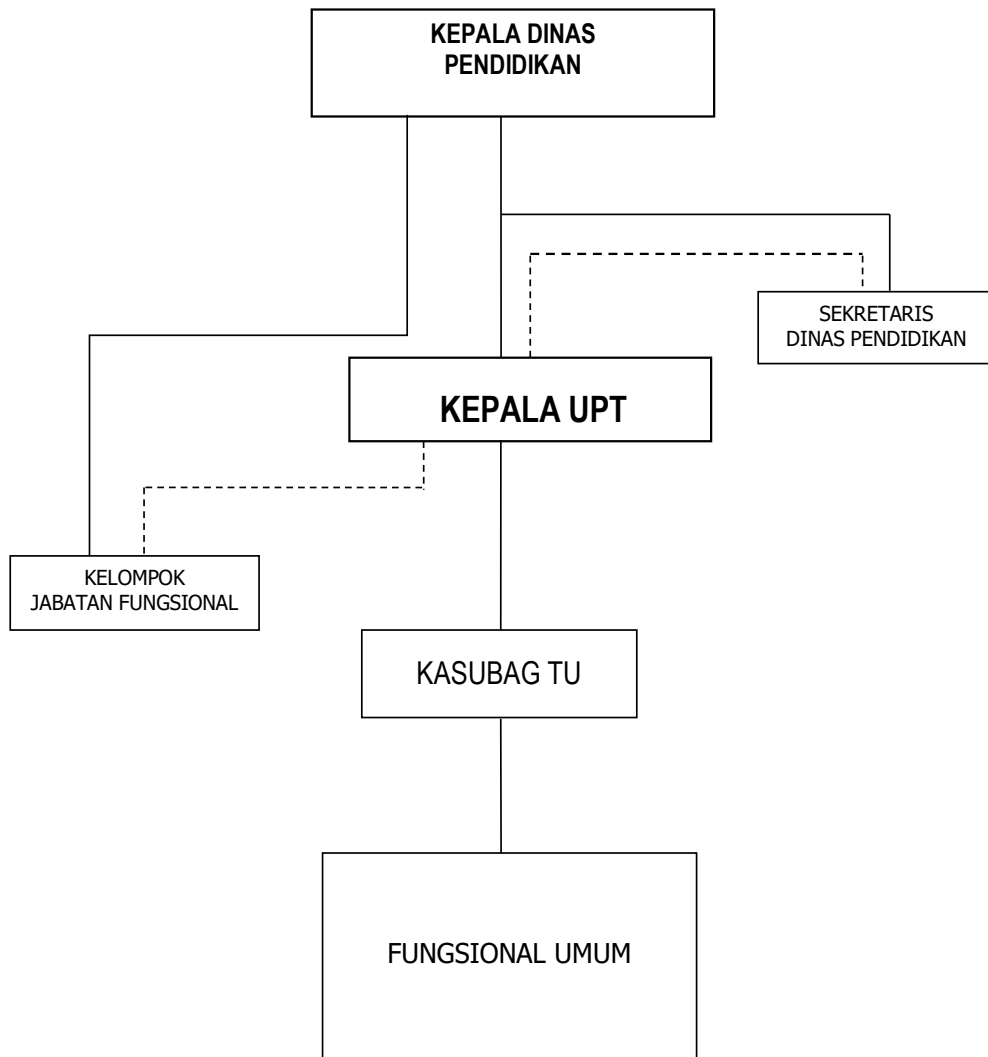 KEPALA DINAS
PENDIDIKAN
SEKRETARIS
DINAS PENDIDIKAN
KEPALA UPT
KELOMPOK
JABATAN FUNGSIONAL
KASUBAG TU
FUNGSIONAL UMUM